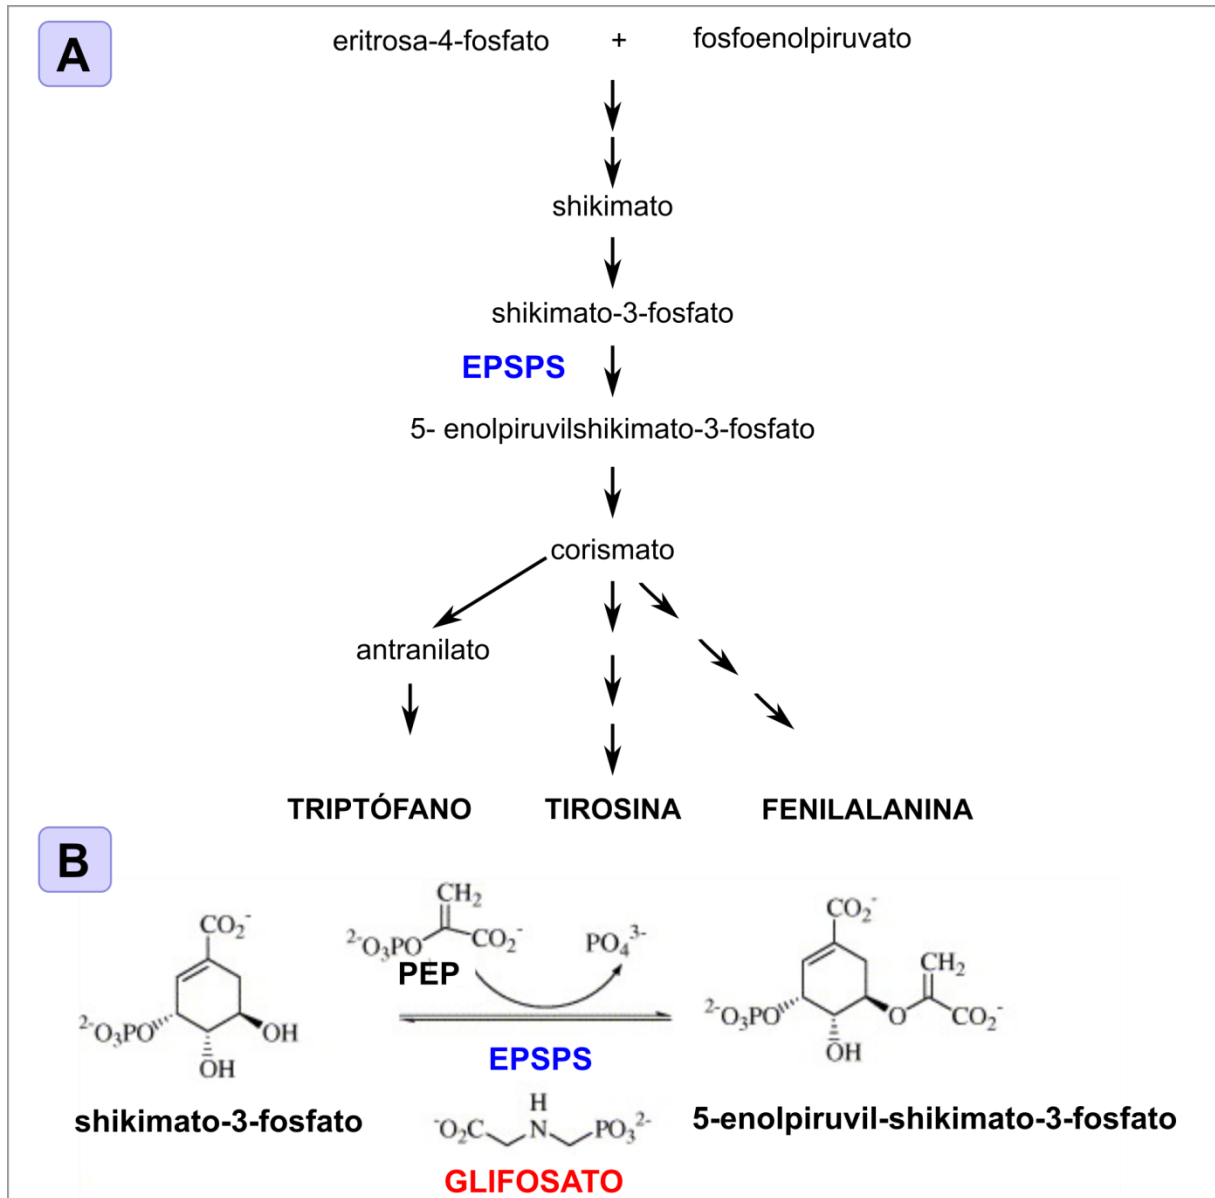 A
eritrosa-4-fosfato + fosfoenolpiruvato
shikimato
shikimato-3-fosfato
EPSPS
5- enolpiruvilshikimato-3-fosfato
corismato
antranilato
TRIPTÓFANO TIROSINA FENILALANINA
B
CO₂⁻
²⁻O₃PO
OH
OH
shikimato-3-fosfato
CH₂
²⁻O₃PO CO₂⁻
PEP
PO₄³⁻
EPSPS
H
⁻O₂C N PO₃²⁻
GLIFOSATO
CO₂⁻
CH₂
²⁻O₃PO O CO₂⁻
OH
5-enolpiruvil-shikimato-3-fosfato